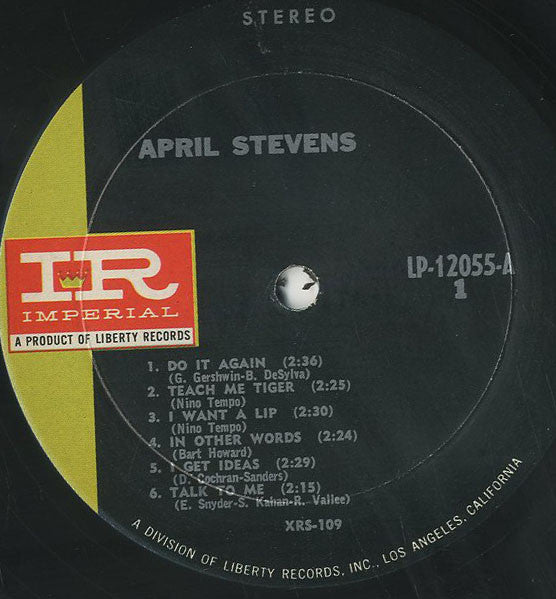 STEREO
APRIL STEVENS
LP-12055-A
1
IR
IMPERIAL
A PRODUCT OF LIBERTY RECORDS
1. DO IT AGAIN (2:36)
(G. Gershwin-B. DeSylva)
2. TEACH ME TIGER (2:25)
(Nino Tempo)
3. I WANT A LIP (2:30)
(Nino Tempo)
4. IN OTHER WORDS (2:24)
(Bart Howard)
5. I GET IDEAS (2:29)
(D. Cochran-Sanders)
6. TALK TO ME (2:15)
(E. Snyder-S. Kahan-R. Vallee)
XRS-109
A DIVISION OF LIBERTY RECORDS, INC., LOS ANGELES, CALIFORNIA